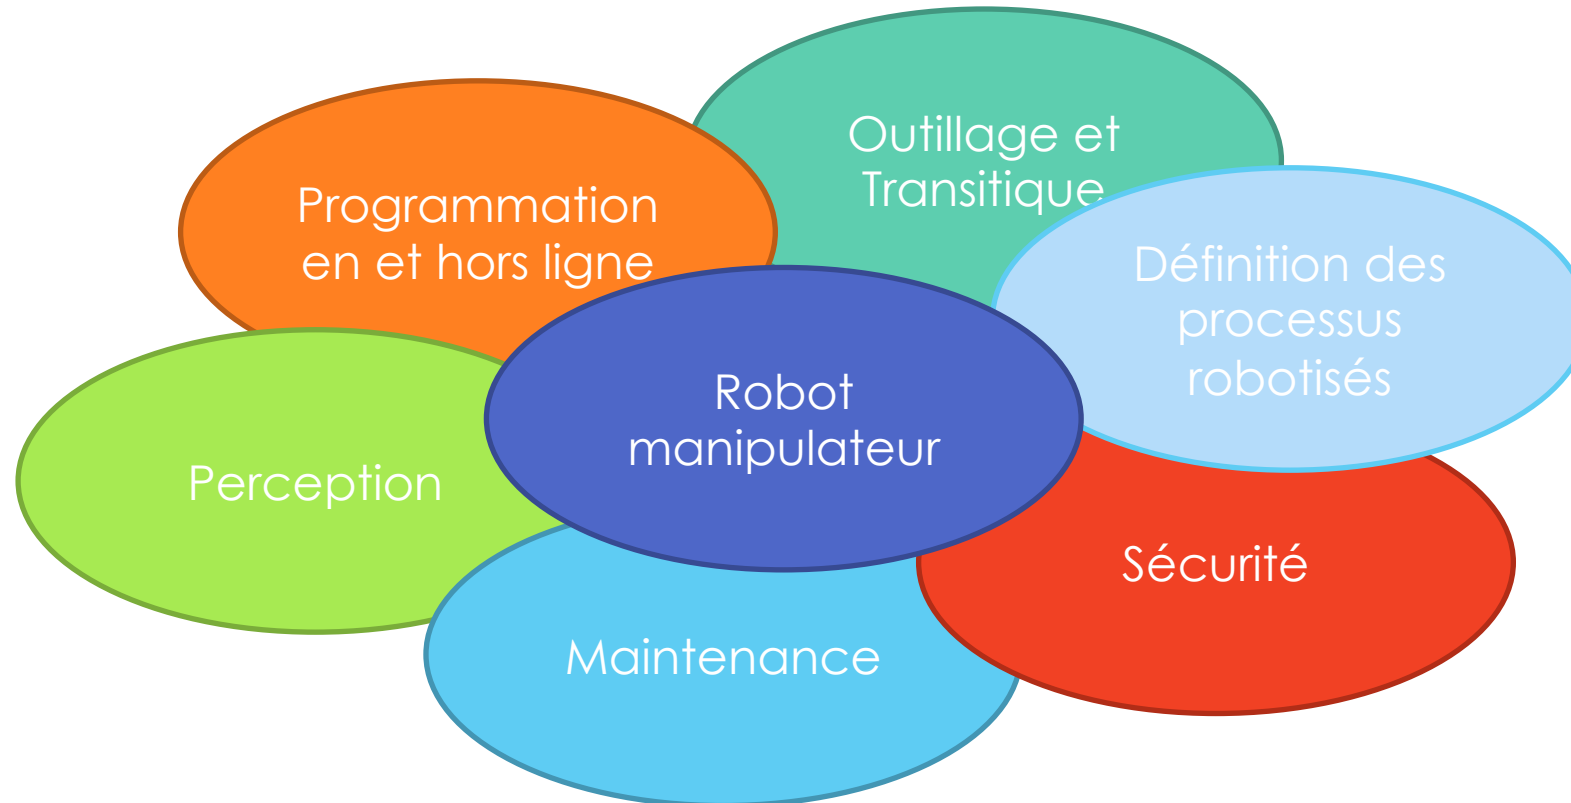 Outillage et
Transitique
Programmation
en et hors ligne
Définition des
processus
robotisés
Robot
manipulateur
Perception
Sécurité
Maintenance